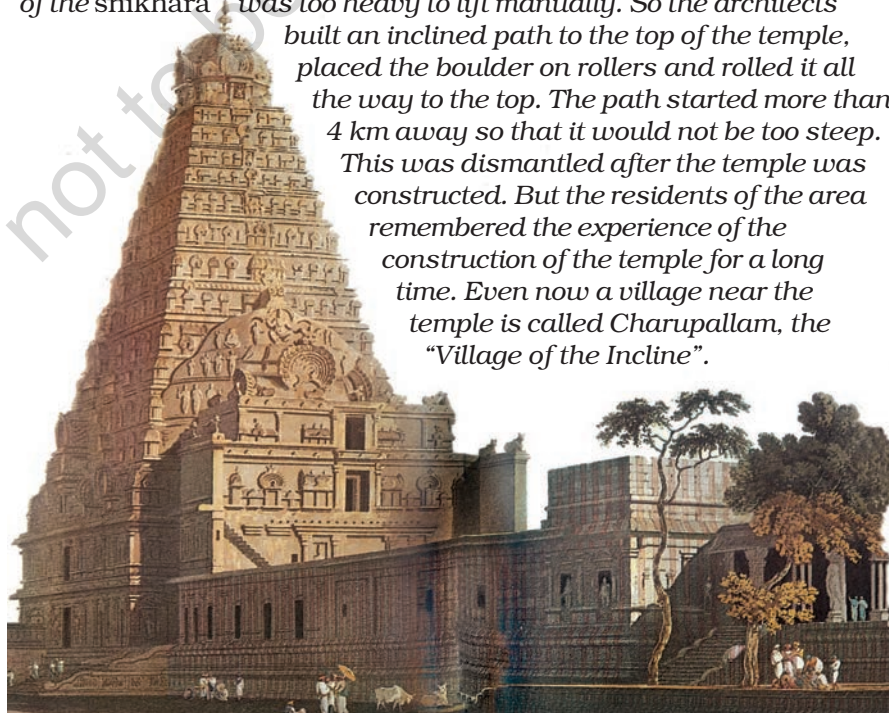 of the shikhara was too heavy to lift manually. So the architects
built an inclined path to the top of the temple,
placed the boulder on rollers and rolled it all
the way to the top. The path started more than
4 km away so that it would not be too steep.
This was dismantled after the temple was
constructed. But the residents of the area
remembered the experience of the
construction of the temple for a long
time. Even now a village near the
temple is called Charupallam, the
“Village of the Incline”.
not to be